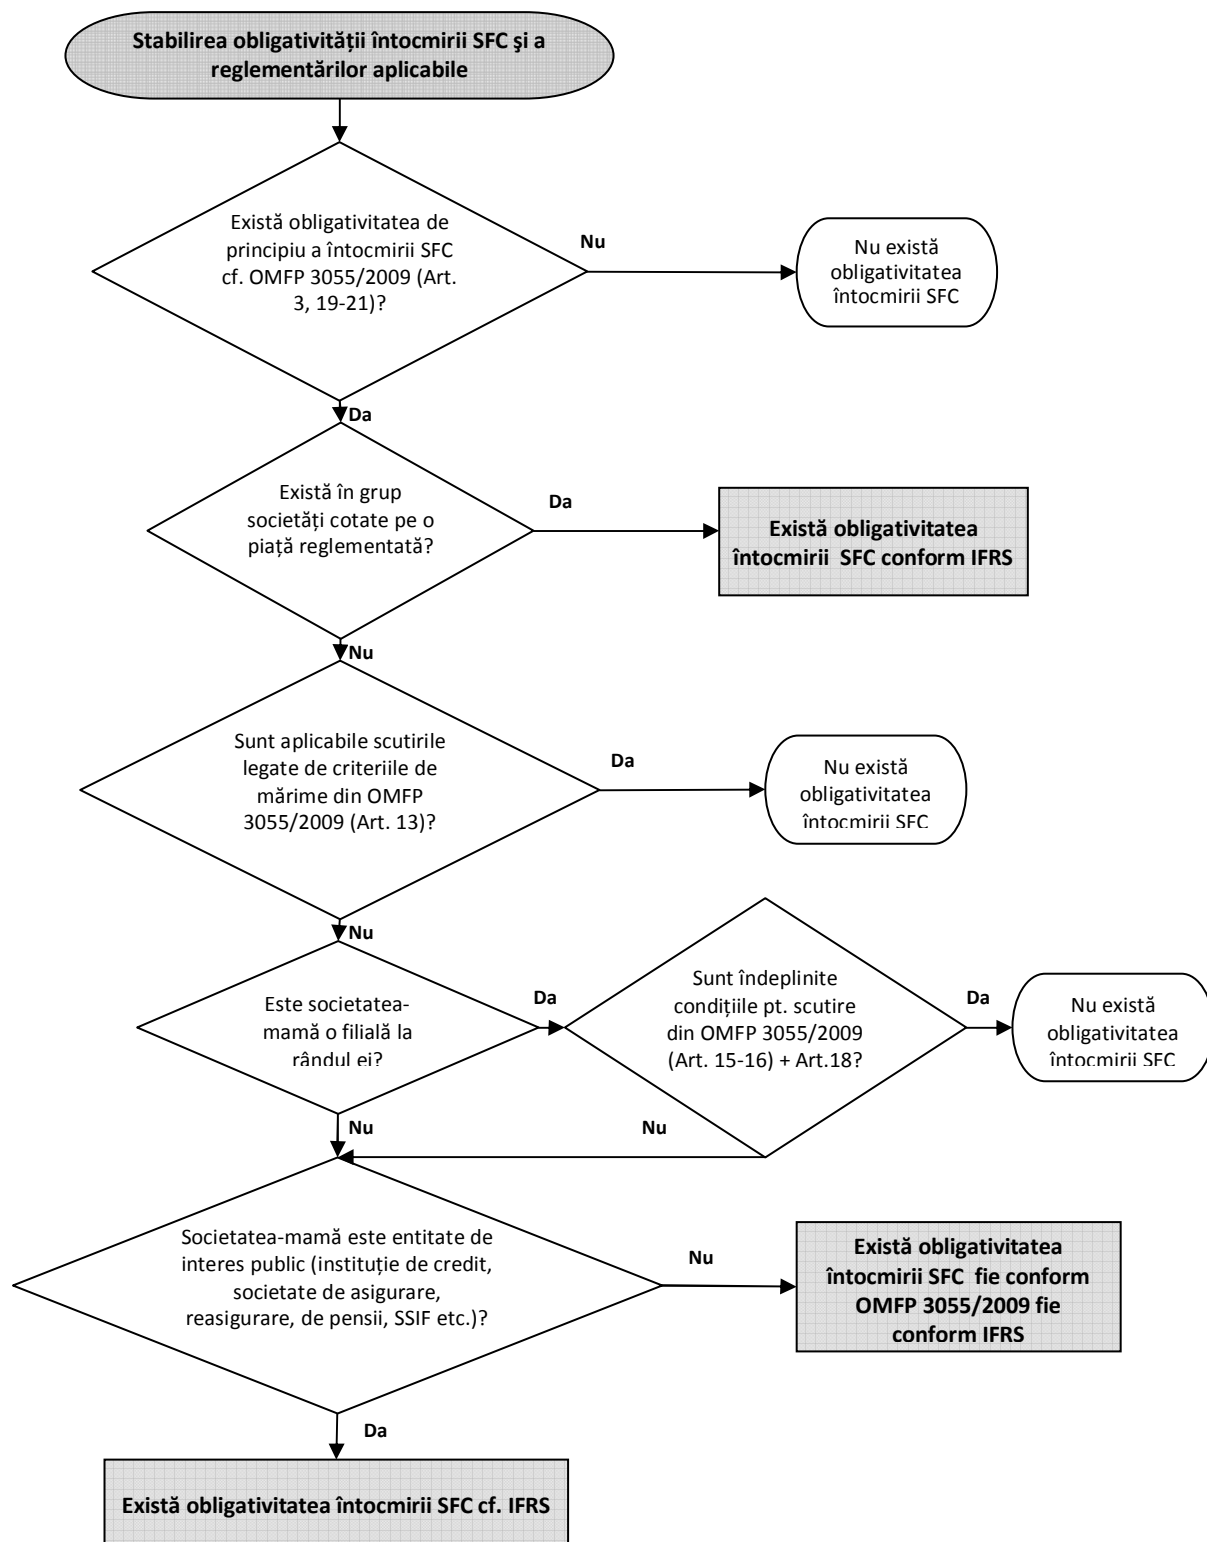 Stabilirea obligativității întocmirii SFC şi a
reglementărilor aplicabile
Există obligativitatea de
principiu a întocmirii SFC
cf. OMFP 3055/2009 (Art.
3, 19-21)?
Nu
Nu există
obligativitatea
întocmirii SFC
Da
Există în grup
societăți cotate pe o
piață reglementată?
Da
Există obligativitatea
întocmirii SFC conform IFRS
Nu
Sunt aplicabile scutirile
legate de criteriile de
mărime din OMFP
3055/2009 (Art. 13)?
Da
Nu există
obligativitatea
întocmirii SFC
Nu
Este societatea-
mamă o filială la
rândul ei?
Da
Sunt îndeplinite
condițiile pt. scutire
din OMFP 3055/2009
(Art. 15-16) + Art.18?
Da
Nu există
obligativitatea
întocmirii SFC
Nu
Nu
Societatea-mamă este entitate de
interes public (instituție de credit,
societate de asigurare,
reasigurare, de pensii, SSIF etc.)?
Nu
Există obligativitatea
întocmirii SFC fie conform
OMFP 3055/2009 fie
conform IFRS
Da
Există obligativitatea întocmirii SFC cf. IFRS